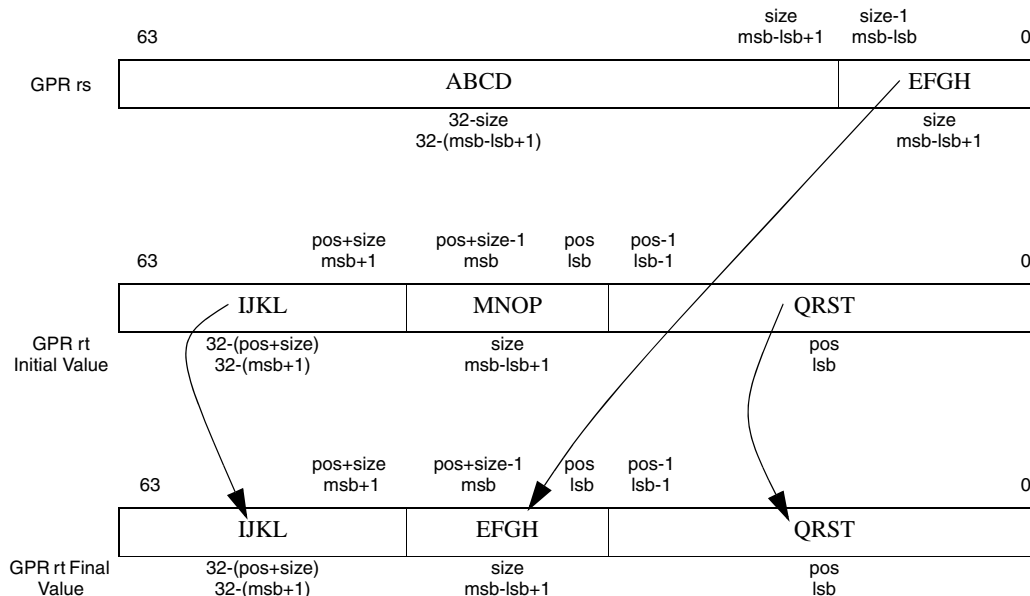 size size-1
63 msb-lsb+1 msb-lsb 0
GPR rs ABCD EFGH
32-size size
32-(msb-lsb+1) msb-lsb+1
pos+size pos+size-1 pos pos-1
msb+1 msb lsb lsb-1
63 0
IJKL MNOP QRST
GPR rt 32-(pos+size) size pos
Initial Value 32-(msb+1) msb-lsb+1 lsb
pos+size pos+size-1 pos pos-1
63 msb+1 msb lsb lsb-1 0
IJKL EFGH QRST
GPR rt Final 32-(pos+size) size pos
Value 32-(msb+1) msb-lsb+1 lsb